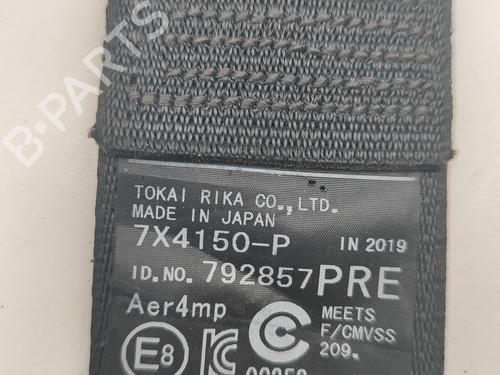 B-PARTS
TOKAI RIKA CO., LTD.
MADE IN JAPAN
7X4150-P IN 2019
ID.NO. 792857PRE
Aer4mp
MEETS
F/CMVSS
209.
E8